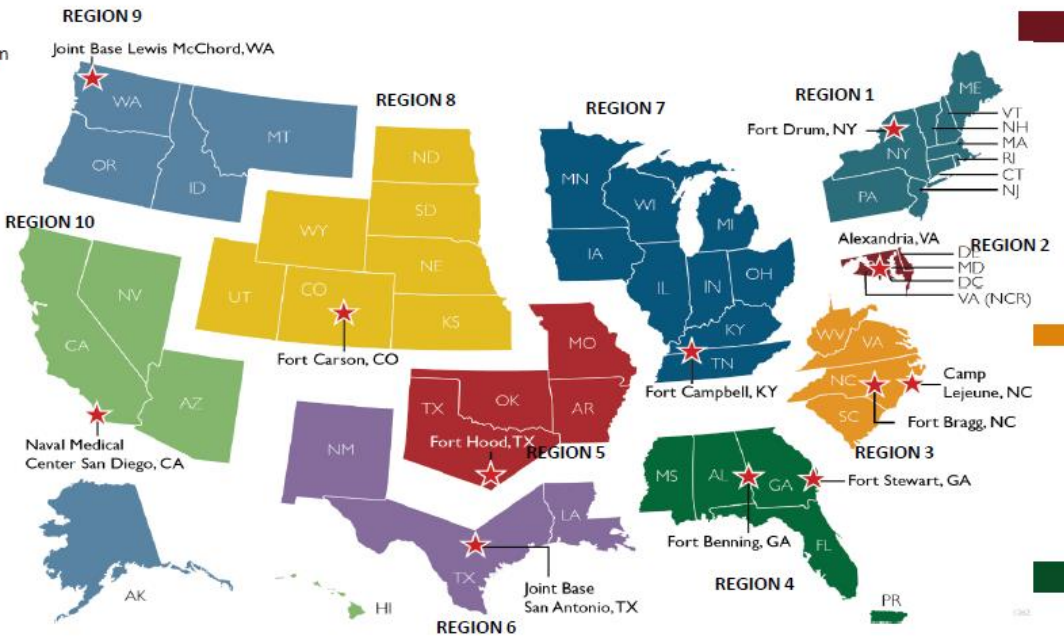 REGION 9
Joint Base Lewis McChord, WA
WA
MT
OR
ID
REGION 8
ND
SD
WY
NE
UT
CO
KS
Fort Carson, CO
REGION 7
MN
WI
MI
IA
IL
IN
OH
KY
TN
Fort Campbell, KY
REGION 1
ME
Fort Drum, NY
VT
NH
MA
RI
CT
NJ
NY
PA
Alexandria, VA
REGION 2
DE
MD
DC
VA (NCR)
REGION 10
NV
CA
AZ
Naval Medical
Center San Diego, CA
MO
TX
OK
AR
Fort Hood, TX
REGION 5
WV
VA
NC
SC
Camp
Lejeune, NC
Fort Bragg, NC
REGION 3
NM
LA
TX
Joint Base
San Antonio, TX
REGION 6
MS
AL
GA
FL
Fort Stewart, GA
Fort Benning, GA
REGION 4
PR
AK
HI